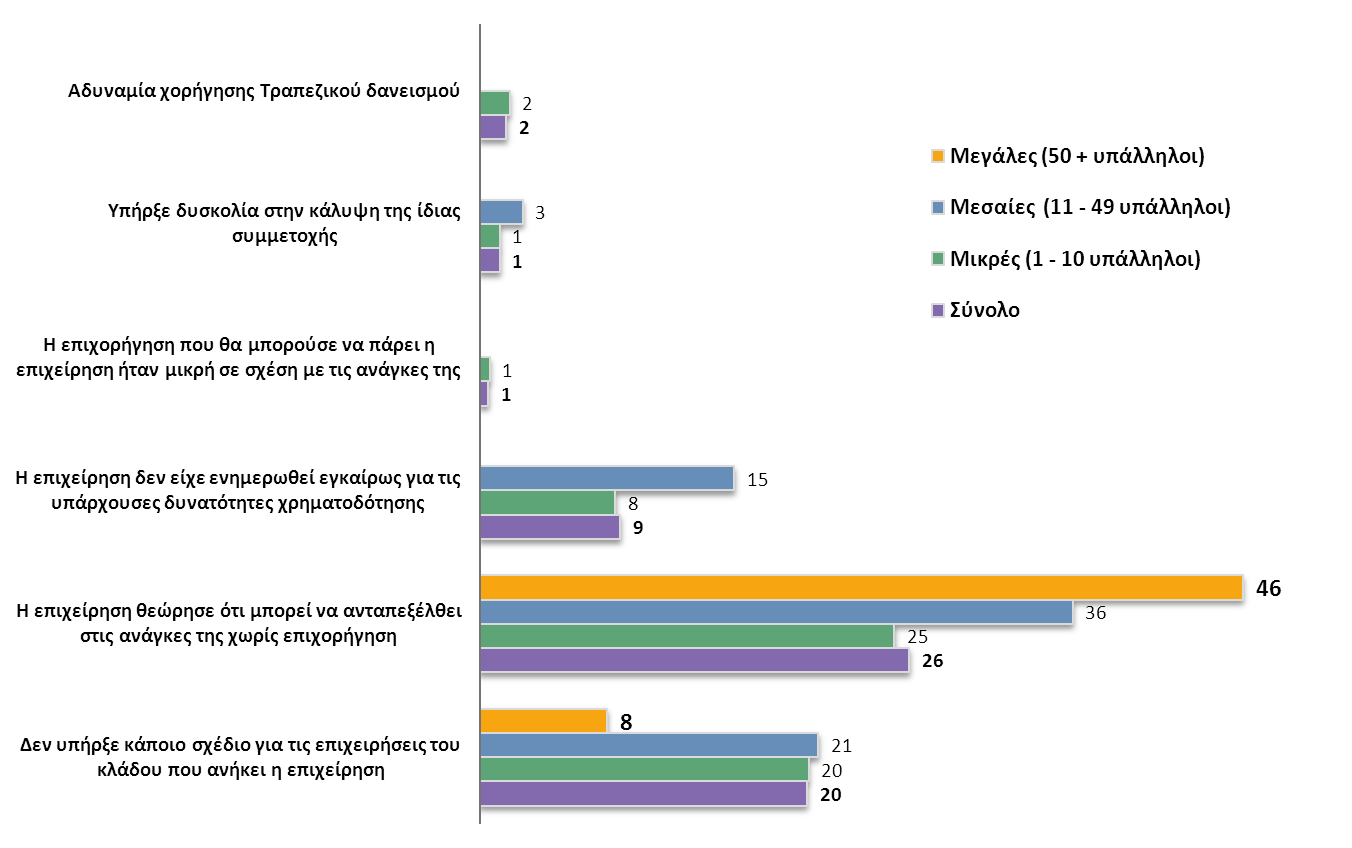 Αδυναμία χορήγησης Τραπεζικού δανεισμού
2
2
Υπήρξε δυσκολία στην κάλυψη της ίδιας
συμμετοχής
3
1
1
Η επιχορήγηση που θα μπορούσε να πάρει η
επιχείρηση ήταν μικρή σε σχέση με τις ανάγκες της
1
1
Η επιχείρηση δεν είχε ενημερωθεί εγκαίρως για τις
υπάρχουσες δυνατότητες χρηματοδότησης
15
8
9
Η επιχείρηση θεώρησε ότι μπορεί να ανταπεξέλθει
στις ανάγκες της χωρίς επιχορήγηση
46
36
25
26
Δεν υπήρξε κάποιο σχέδιο για τις επιχειρήσεις του
κλάδου που ανήκει η επιχείρηση
8
21
20
20
Μεγάλες (50 + υπάλληλοι)
Μεσαίες (11 - 49 υπάλληλοι)
Μικρές (1 - 10 υπάλληλοι)
Σύνολο